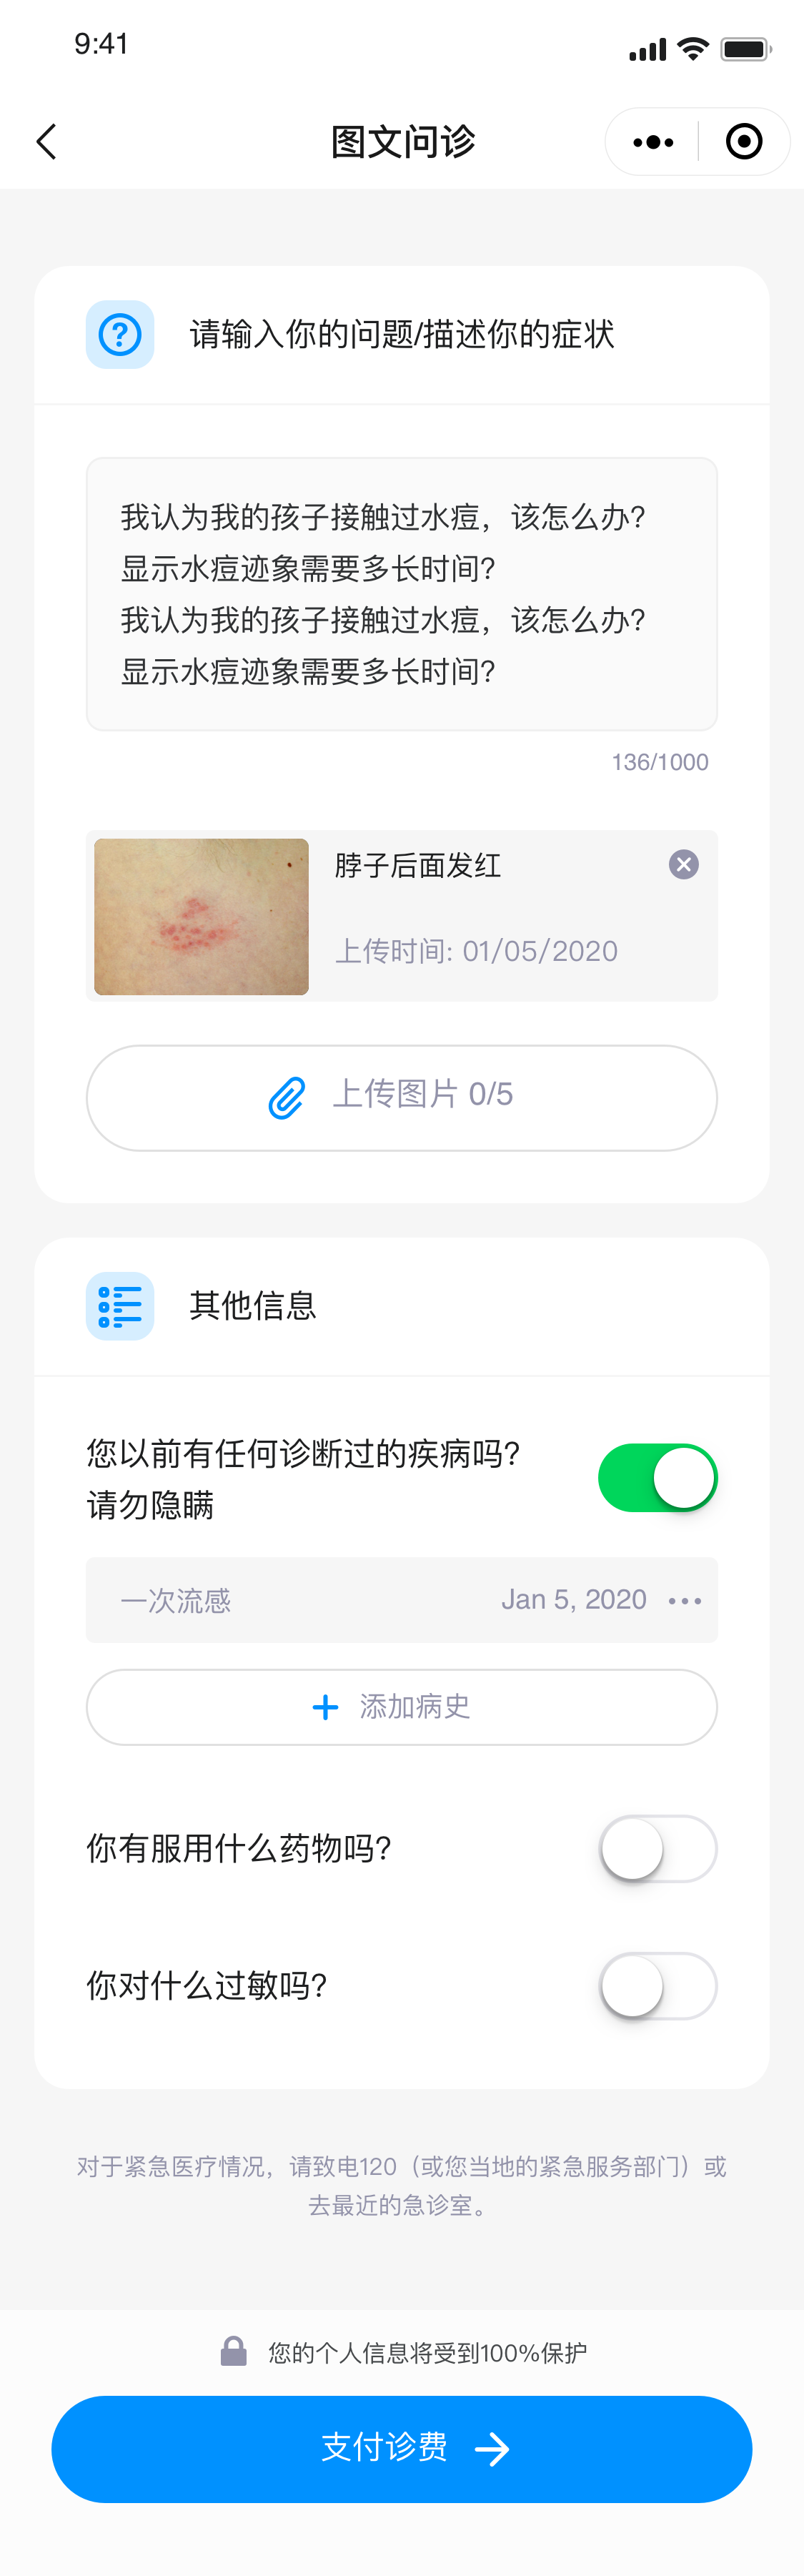 9:41
图文问诊
请输入你的问题/描述你的症状
我认为我的孩子接触过水痘，该怎么办？
显示水痘迹象需要多长时间？
我认为我的孩子接触过水痘，该怎么办？
显示水痘迹象需要多长时间？
136/1000
脖子后面发红
上传时间: 01/05/2020
上传图片 0/5
其他信息
您以前有任何诊断过的疾病吗？
请勿隐瞒
一次流感 Jan 5, 2020
添加病史
你有服用什么药物吗？
你对什么过敏吗？
对于紧急医疗情况，请致电120（或您当地的紧急服务部门）或
去最近的急诊室。
您的个人信息将受到100%保护
支付诊费